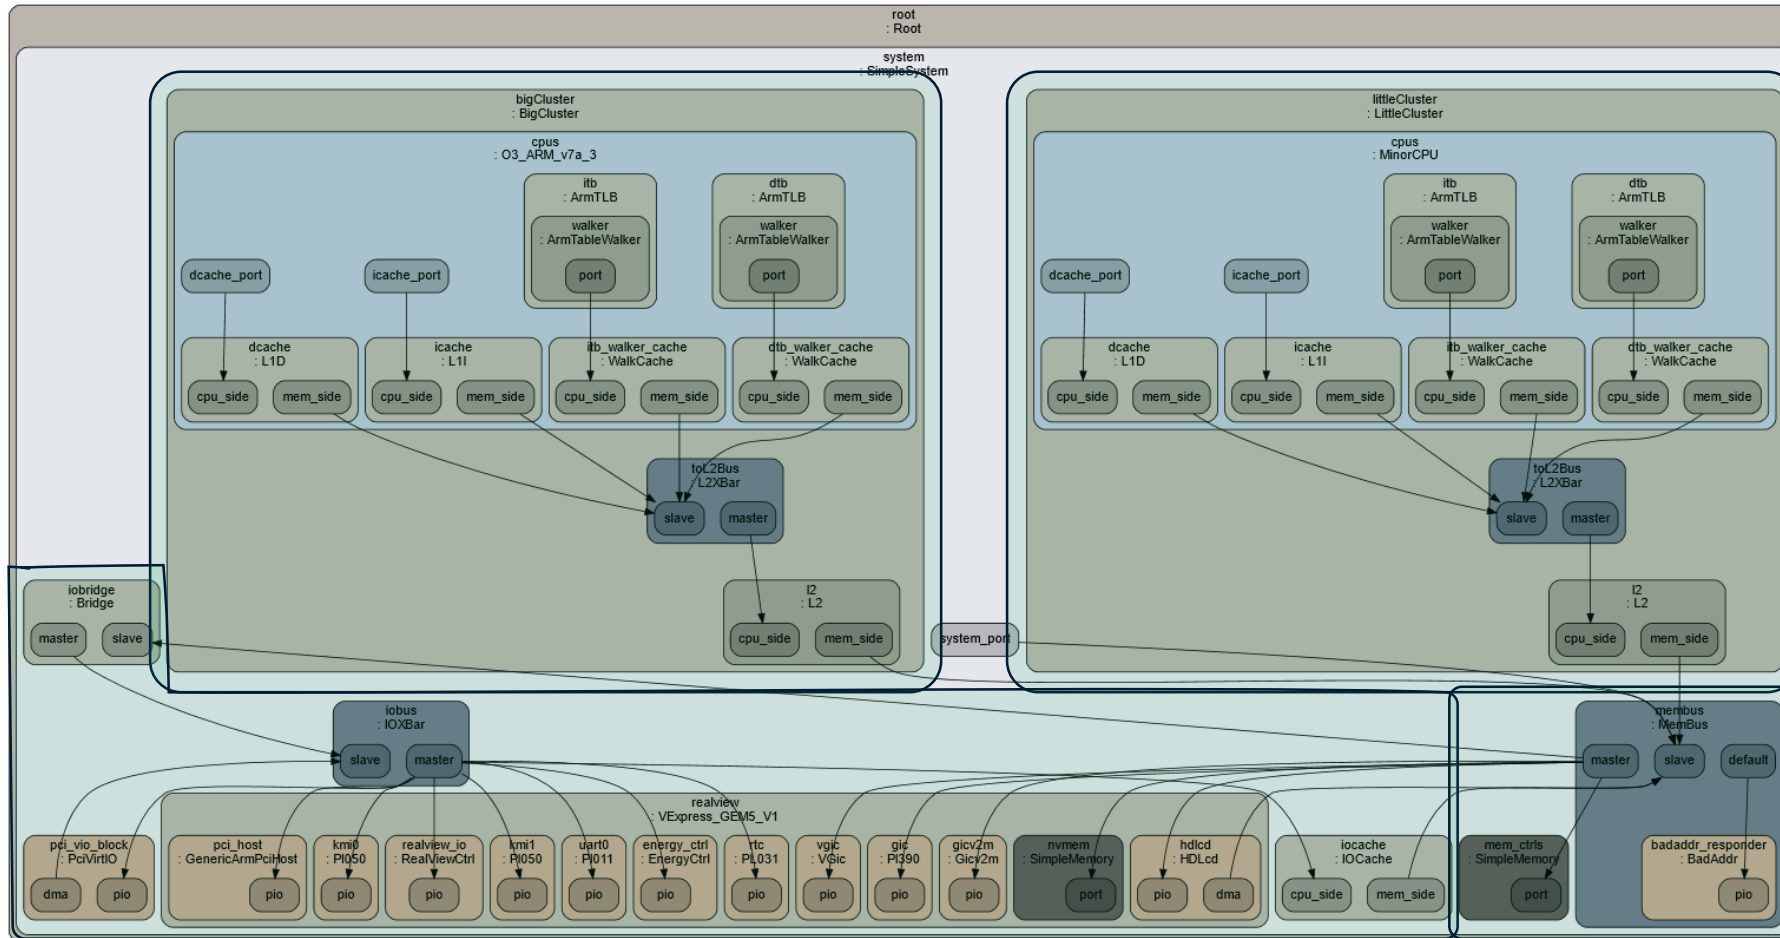 root
: Root
system
: SimpleSystem
bigCluster
: BigCluster
cpus
: O3_ARM_v7a_3
itb
: ArmTLB
walker
: ArmTableWalker
port
dtb
: ArmTLB
walker
: ArmTableWalker
port
dcache_port
icache_port
dcache
: L1D
cpu_side
mem_side
icache
: L1I
cpu_side
mem_side
itb_walker_cache
: WalkCache
cpu_side
mem_side
dtb_walker_cache
: WalkCache
cpu_side
mem_side
toL2Bus
: L2XBar
slave
master
l2
: L2
cpu_side
mem_side
littleCluster
: LittleCluster
cpus
: MinorCPU
itb
: ArmTLB
walker
: ArmTableWalker
port
dtb
: ArmTLB
walker
: ArmTableWalker
port
dcache_port
icache_port
dcache
: L1D
cpu_side
mem_side
icache
: L1I
cpu_side
mem_side
itb_walker_cache
: WalkCache
cpu_side
mem_side
dtb_walker_cache
: WalkCache
cpu_side
mem_side
toL2Bus
: L2XBar
slave
master
l2
: L2
cpu_side
mem_side
iobridge
: Bridge
master
slave
system_port
iobus
: IOXBar
slave
master
membus
: MemBus
master
slave
default
realview
: VExpress_GEM5_V1
pci_vio_block
: PciVirtIO
dma
pio
pci_host
: GenericArmPciHost
pio
kmi0
: Pl050
pio
realview_io
: RealViewCtrl
pio
kmi1
: Pl050
pio
uart0
: Pl011
pio
energy_ctrl
: EnergyCtrl
pio
rtc
: PL031
pio
vgic
: VGic
pio
gic
: Pl390
pio
gicv2m
: Gicv2m
pio
nvmem
: SimpleMemory
port
hdlcd
: HDLcd
pio
dma
iocache
: IOCache
cpu_side
mem_side
mem_ctrls
: SimpleMemory
port
badaddr_responder
: BadAddr
pio